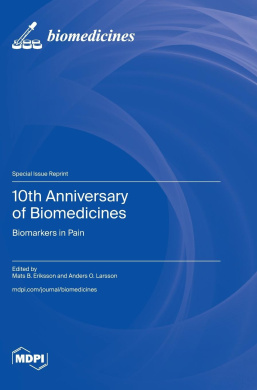 biomedicines
Special Issue Reprint
10th Anniversary
of Biomedicines
Biomarkers in Pain
Edited by
Mats B. Eriksson and Anders O. Larsson
mdpi.com/journal/biomedicines
MDPI